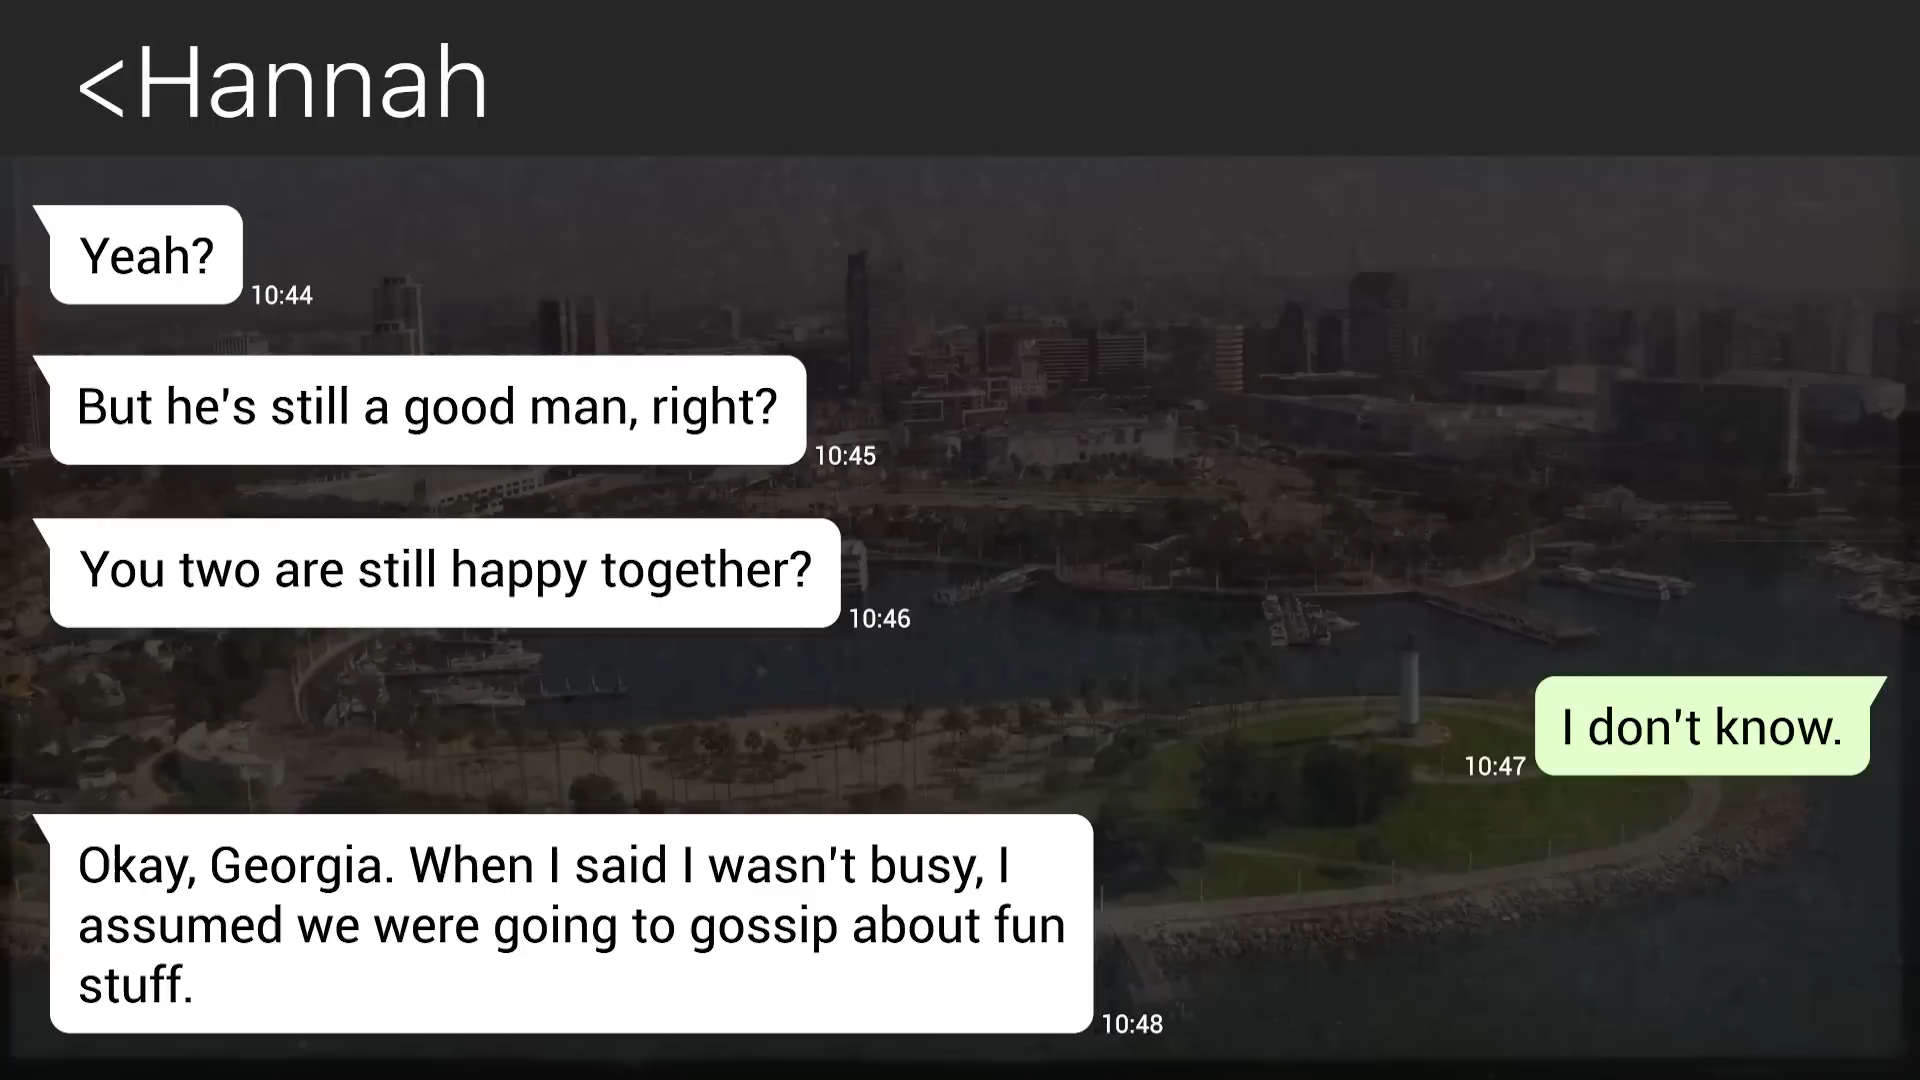 <Hannah
Yeah?
10:44
But he's still a good man, right?
10:45
You two are still happy together?
10:46
I don't know.
10:47
Okay, Georgia. When I said I wasn't busy, I
assumed we were going to gossip about fun
stuff.
10:48